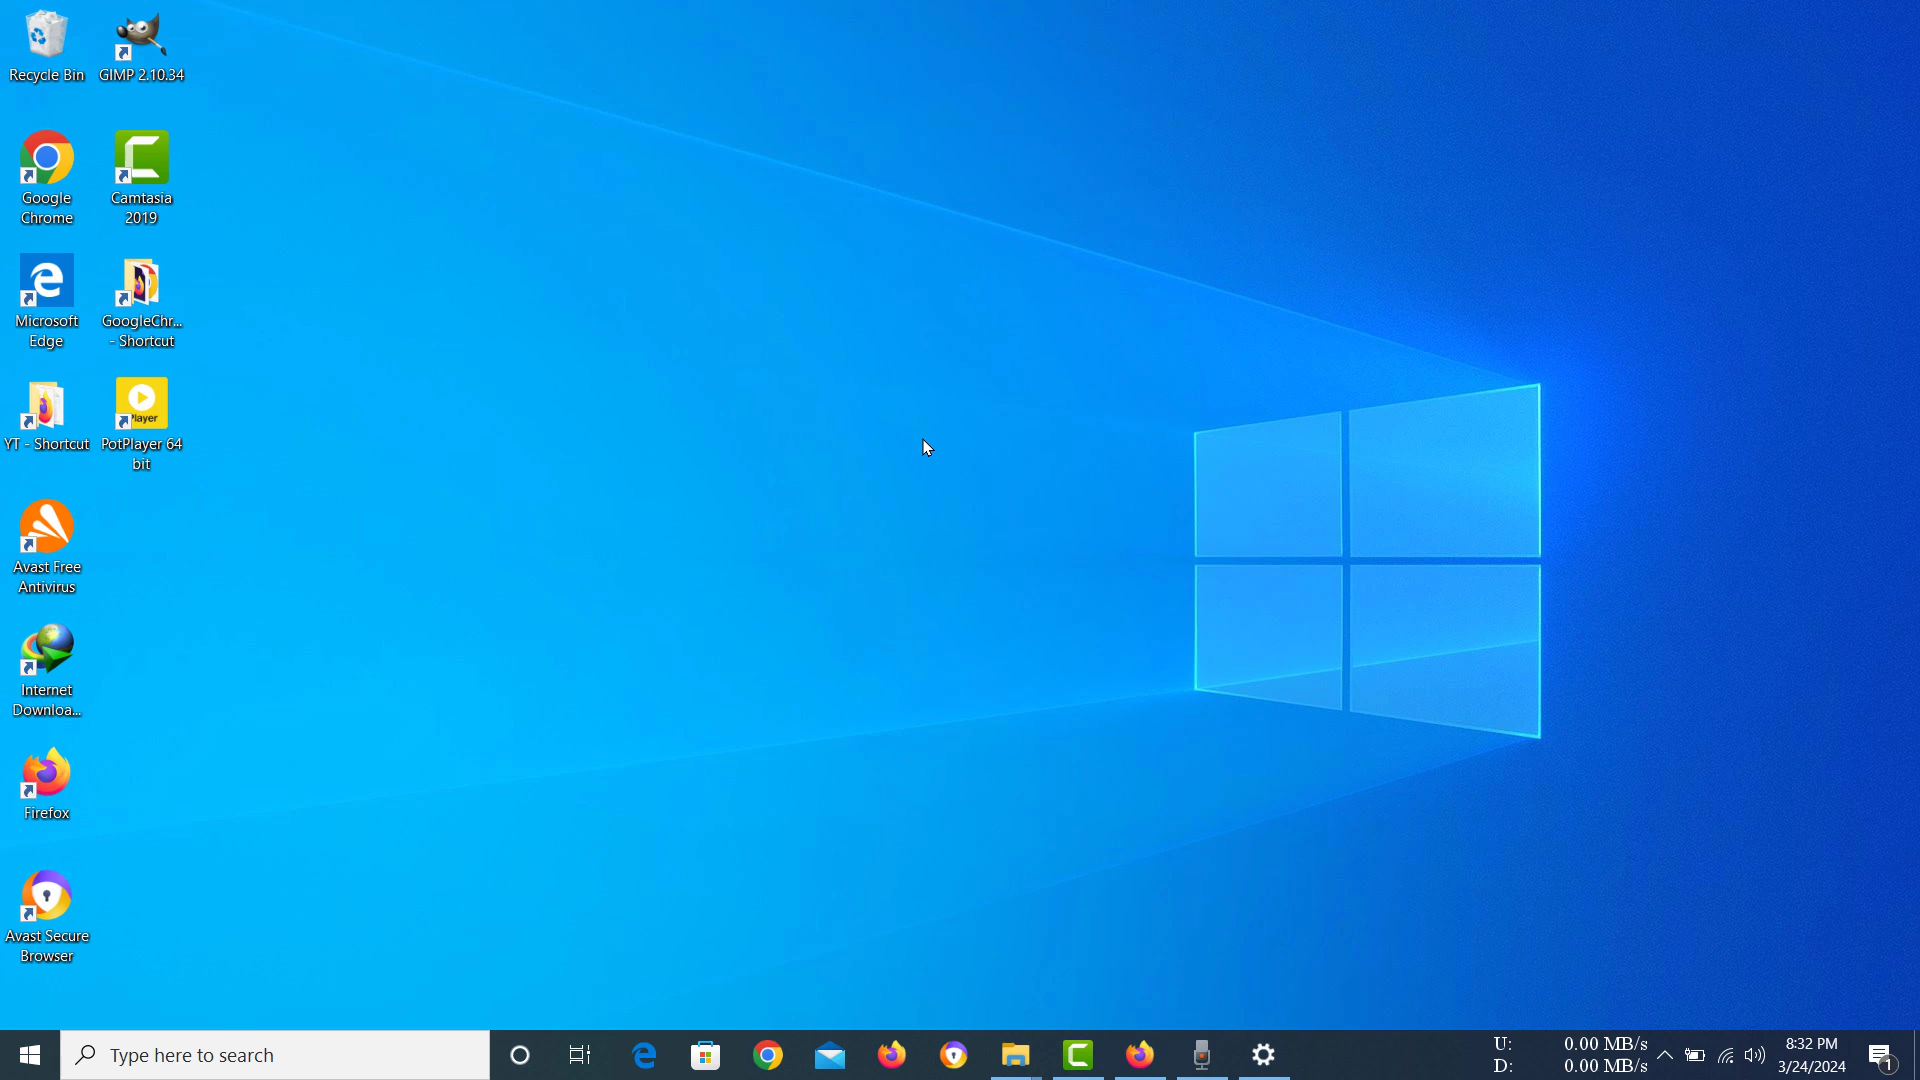 Recycle Bin
GIMP 2.10.34
Google
Chrome
Camtasia
2019
Microsoft
Edge
GoogleChr...
- Shortcut
YT - Shortcut
Player
PotPlayer 64
bit
Avast Free
Antivirus
Internet
Downloa...
Firefox
Avast Secure
Browser
Type here to search
U: 0.00 MB/s
D: 0.00 MB/s
8:32 PM
3/24/2024
1